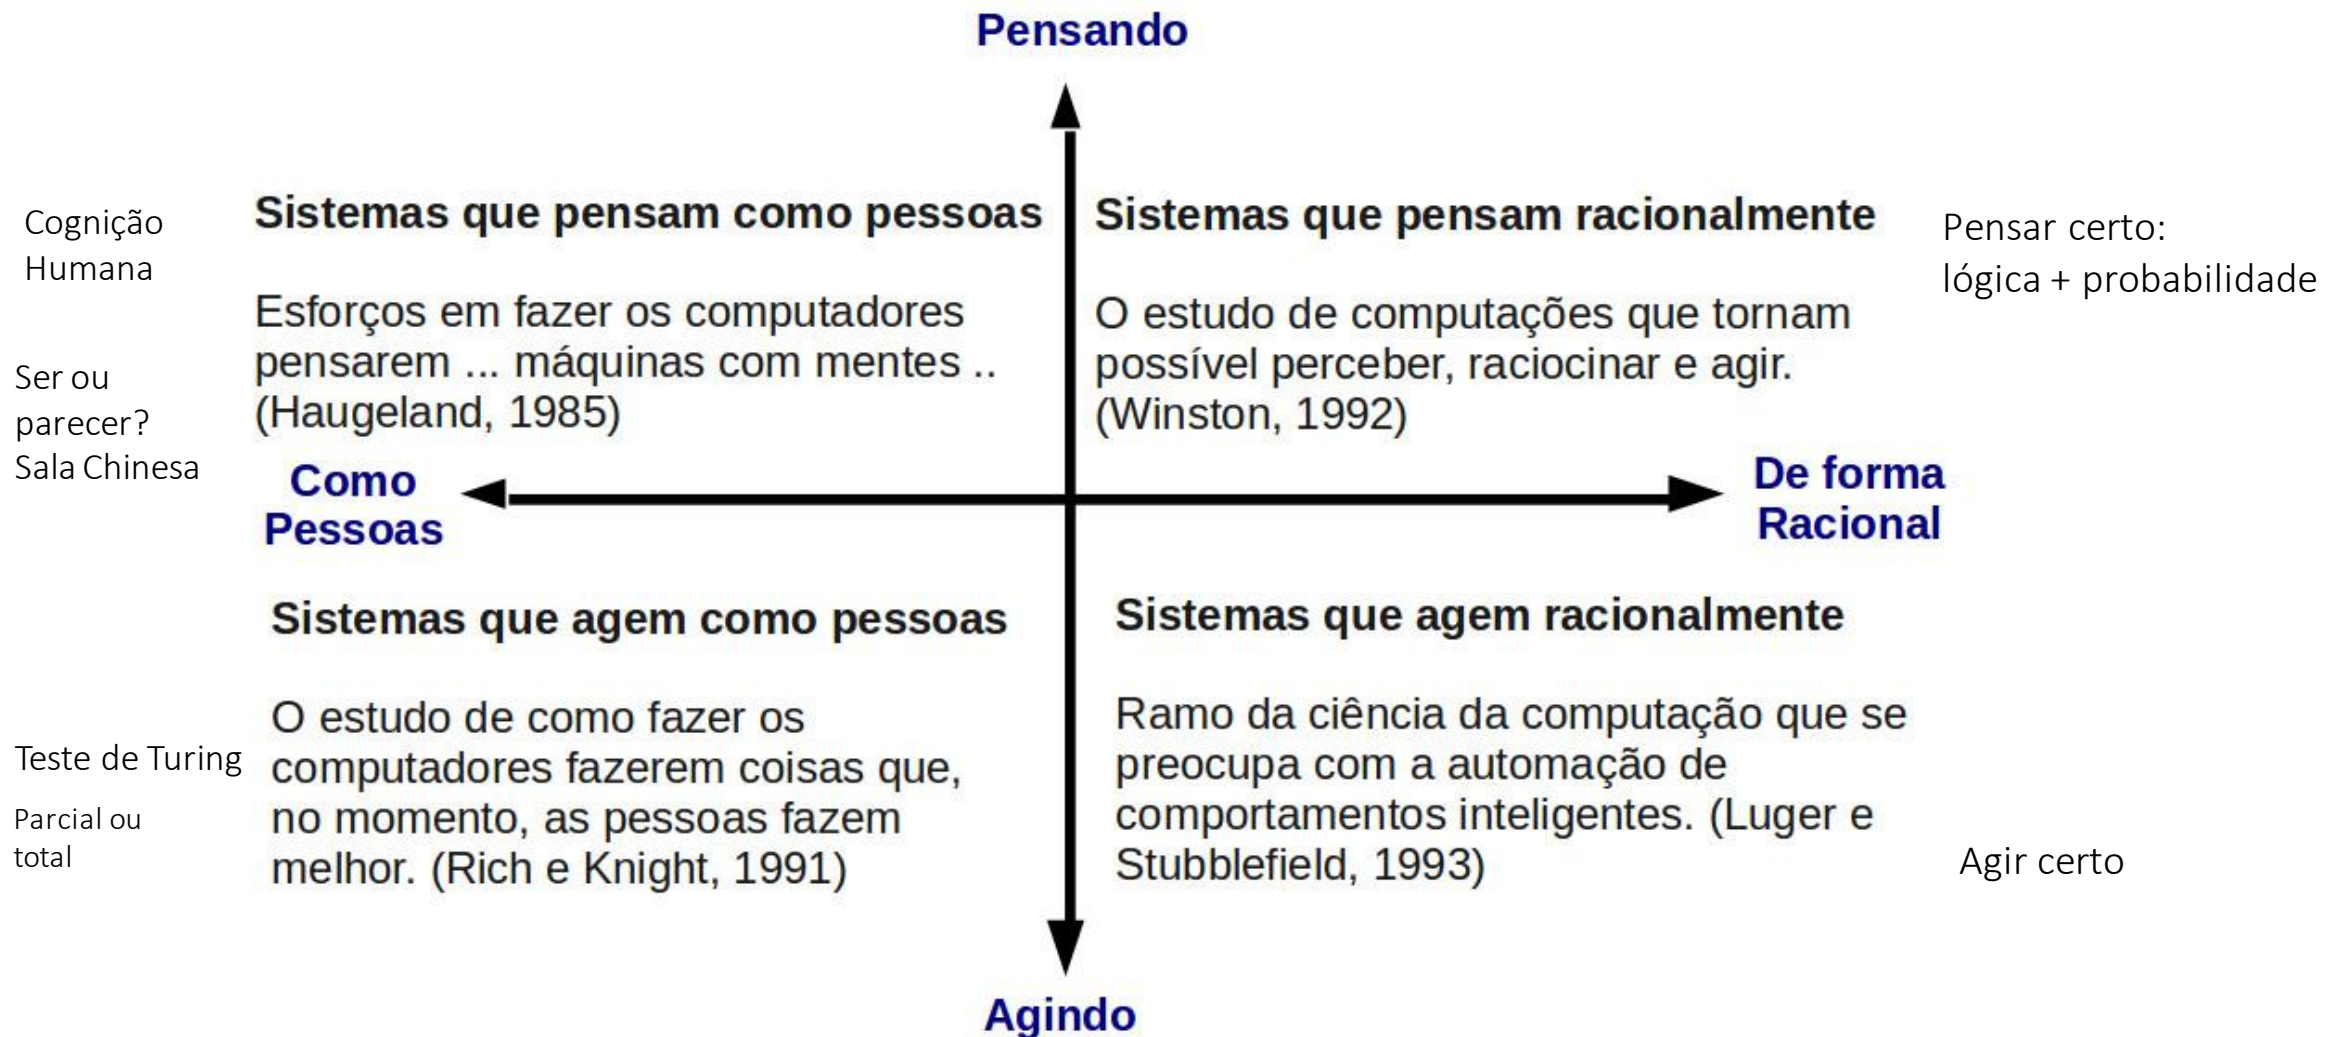 Pensando
Cognição
Humana
Sistemas que pensam como pessoas
Esforços em fazer os computadores
pensarem ... máquinas com mentes ..
(Haugeland, 1985)
Sistemas que pensam racionalmente
O estudo de computações que tornam
possível perceber, raciocinar e agir.
(Winston, 1992)
Pensar certo:
lógica + probabilidade
Ser ou
parecer?
Sala Chinesa
Como
Pessoas
De forma
Racional
Sistemas que agem como pessoas
O estudo de como fazer os
computadores fazerem coisas que,
no momento, as pessoas fazem
melhor. (Rich e Knight, 1991)
Teste de Turing
Parcial ou
total
Sistemas que agem racionalmente
Ramo da ciência da computação que se
preocupa com a automação de
comportamentos inteligentes. (Luger e
Stubblefield, 1993)
Agir certo
Agindo